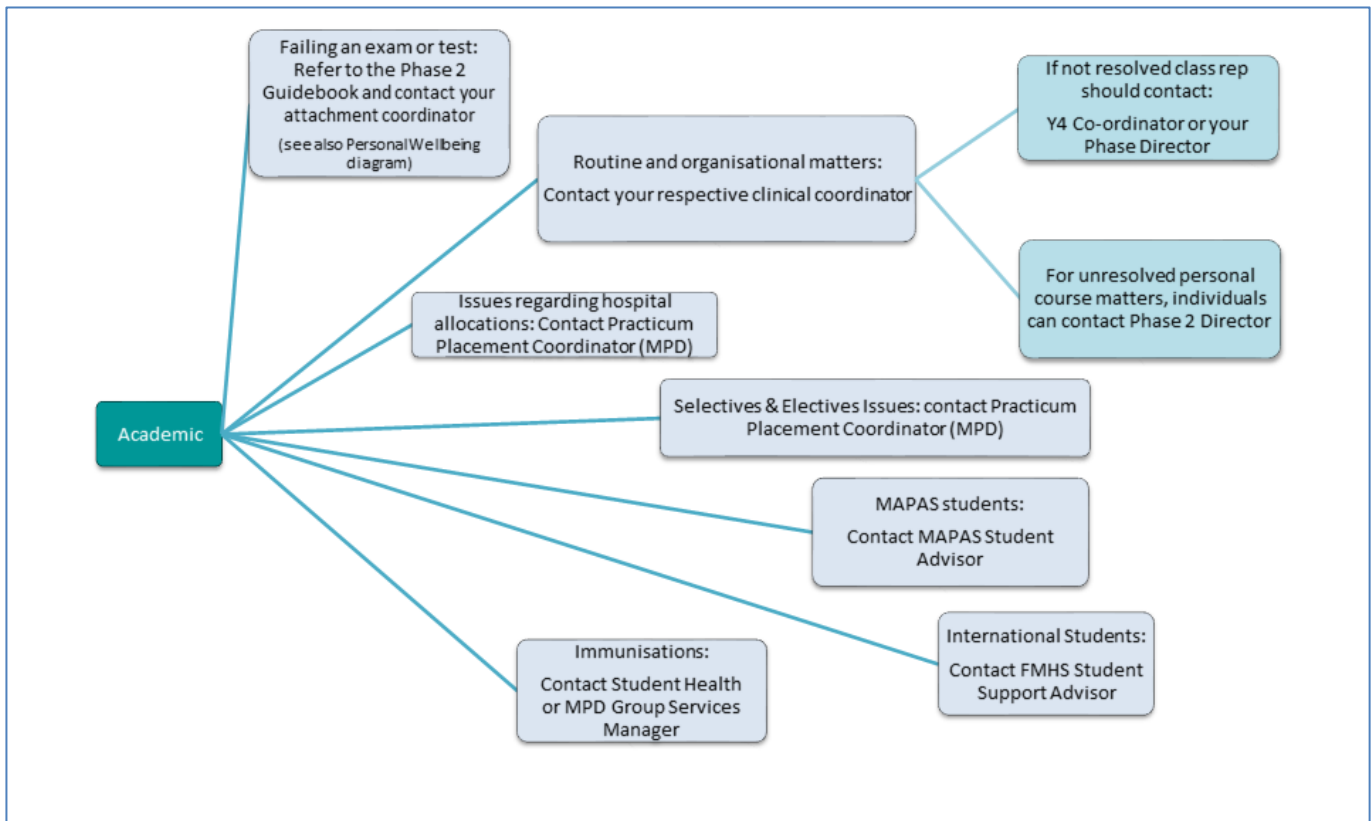 Failing an exam or test:
Refer to the Phase 2
Guidebook and contact your
attachment coordinator
(see also Personal Wellbeing
diagram)
If not resolved class rep
should contact:
Y4 Co-ordinator or your
Phase Director
Routine and organisational matters:
Contact your respective clinical coordinator
For unresolved personal
course matters, individuals
can contact Phase 2 Director
Issues regarding hospital
allocations: Contact Practicum
Placement Coordinator (MPD)
Academic
Selectives & Electives Issues: contact Practicum
Placement Coordinator (MPD)
MAPAS students:
Contact MAPAS Student
Advisor
International Students:
Contact FMHS Student
Support Advisor
Immunisations:
Contact Student Health
or MPD Group Services
Manager